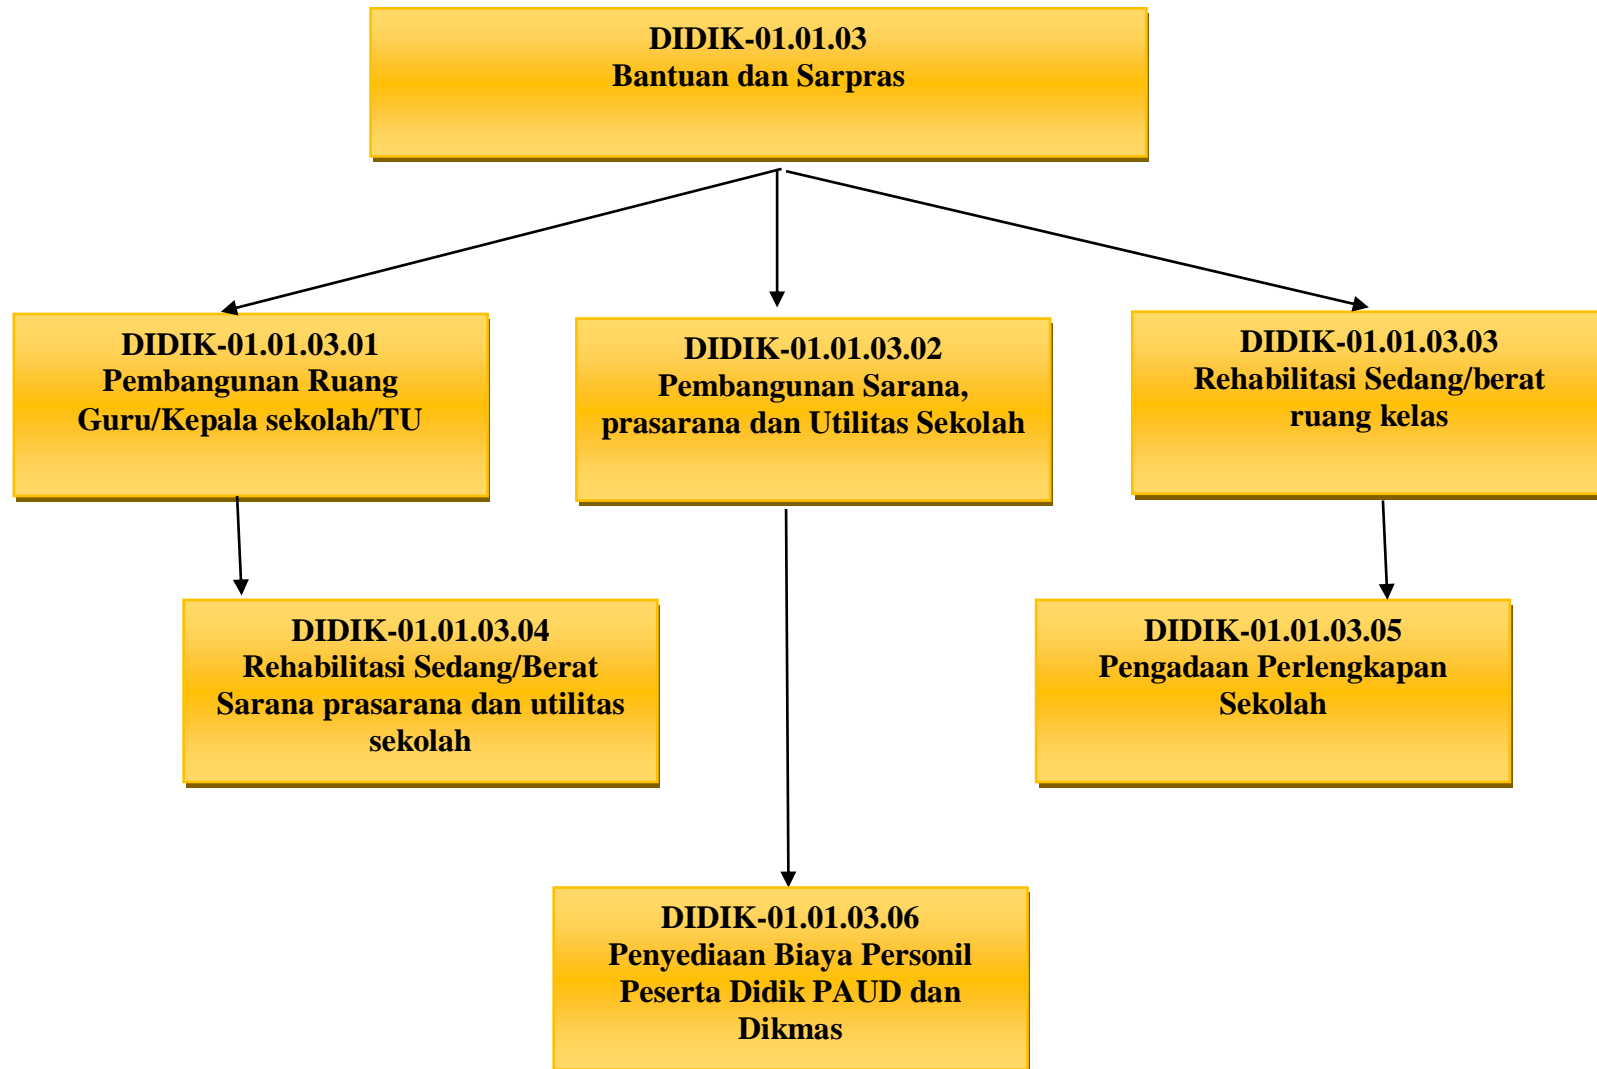 DIDIK-01.01.03
Bantuan dan Sarpras
DIDIK-01.01.03.01
Pembangunan Ruang
Guru/Kepala sekolah/TU
DIDIK-01.01.03.02
Pembangunan Sarana,
prasarana dan Utilitas Sekolah
DIDIK-01.01.03.03
Rehabilitasi Sedang/berat
ruang kelas
DIDIK-01.01.03.04
Rehabilitasi Sedang/Berat
Sarana prasarana dan utilitas
sekolah
DIDIK-01.01.03.05
Pengadaan Perlengkapan
Sekolah
DIDIK-01.01.03.06
Penyediaan Biaya Personil
Peserta Didik PAUD dan
Dikmas